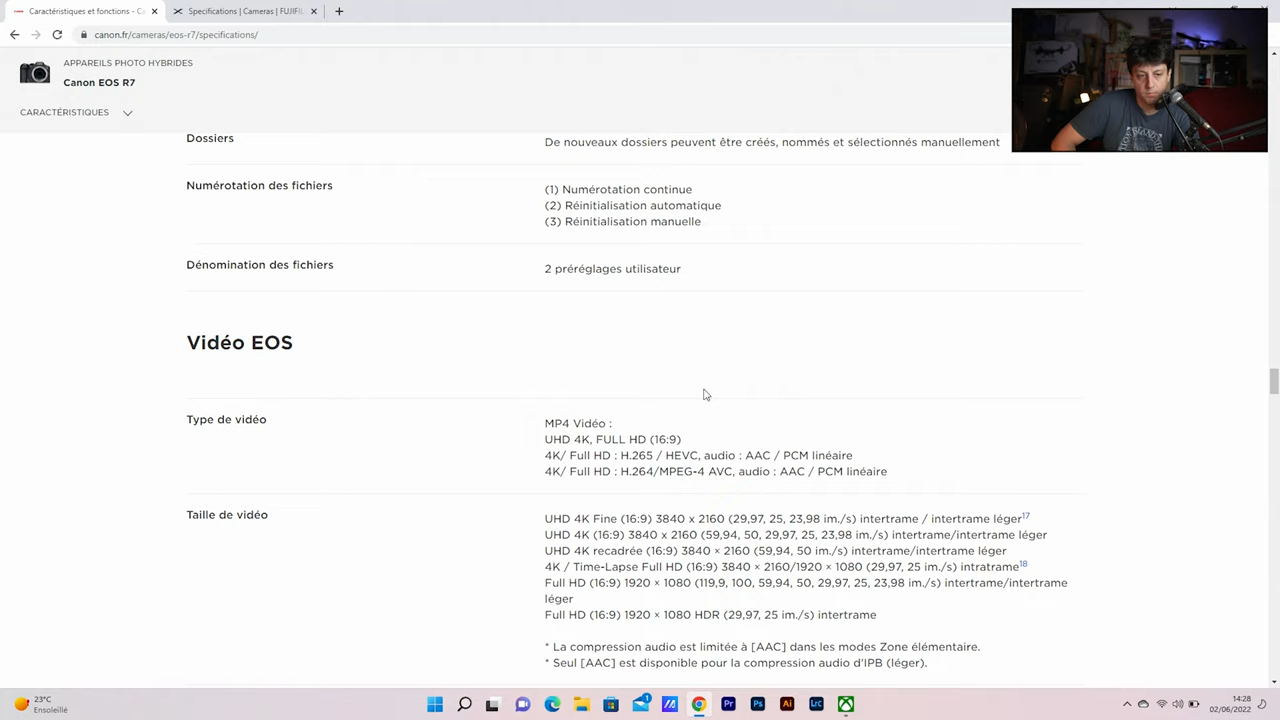 Caractéristiques et fonctions - Ca
Specifications | Cameras | FUJIFIL
canon.fr/cameras/eos-r7/specifications/
APPAREILS PHOTO HYBRIDES
Canon EOS R7
CARACTÉRISTIQUES
Dossiers
De nouveaux dossiers peuvent être créés, nommés et sélectionnés manuellement
Numérotation des fichiers
(1) Numérotation continue
(2) Réinitialisation automatique
(3) Réinitialisation manuelle
Dénomination des fichiers
2 préréglages utilisateur
Vidéo EOS
Type de vidéo
MP4 Vidéo :
UHD 4K, FULL HD (16:9)
4K/ Full HD : H.265 / HEVC, audio : AAC / PCM linéaire
4K/ Full HD : H.264/MPEG-4 AVC, audio : AAC / PCM linéaire
Taille de vidéo
UHD 4K Fine (16:9) 3840 x 2160 (29,97, 25, 23,98 im./s) intertrame / intertrame léger17
UHD 4K (16:9) 3840 x 2160 (59,94, 50, 29,97, 25, 23,98 im./s) intertrame/intertrame léger
UHD 4K recadrée (16:9) 3840 × 2160 (59,94, 50 im./s) intertrame/intertrame léger
4K / Time-Lapse Full HD (16:9) 3840 × 2160/1920 × 1080 (29,97, 25 im./s) intratrame18
Full HD (16:9) 1920 × 1080 (119,9, 100, 59,94, 50, 29,97, 25, 23,98 im./s) intertrame/intertrame
léger
Full HD (16:9) 1920 × 1080 HDR (29,97, 25 im./s) intertrame
* La compression audio est limitée à [AAC] dans les modes Zone élémentaire.
* Seul [AAC] est disponible pour la compression audio d'IPB (léger).
23°C
Ensoleillé
1
Pr
Ps
Ai
Lrc
14:28
02/06/2022